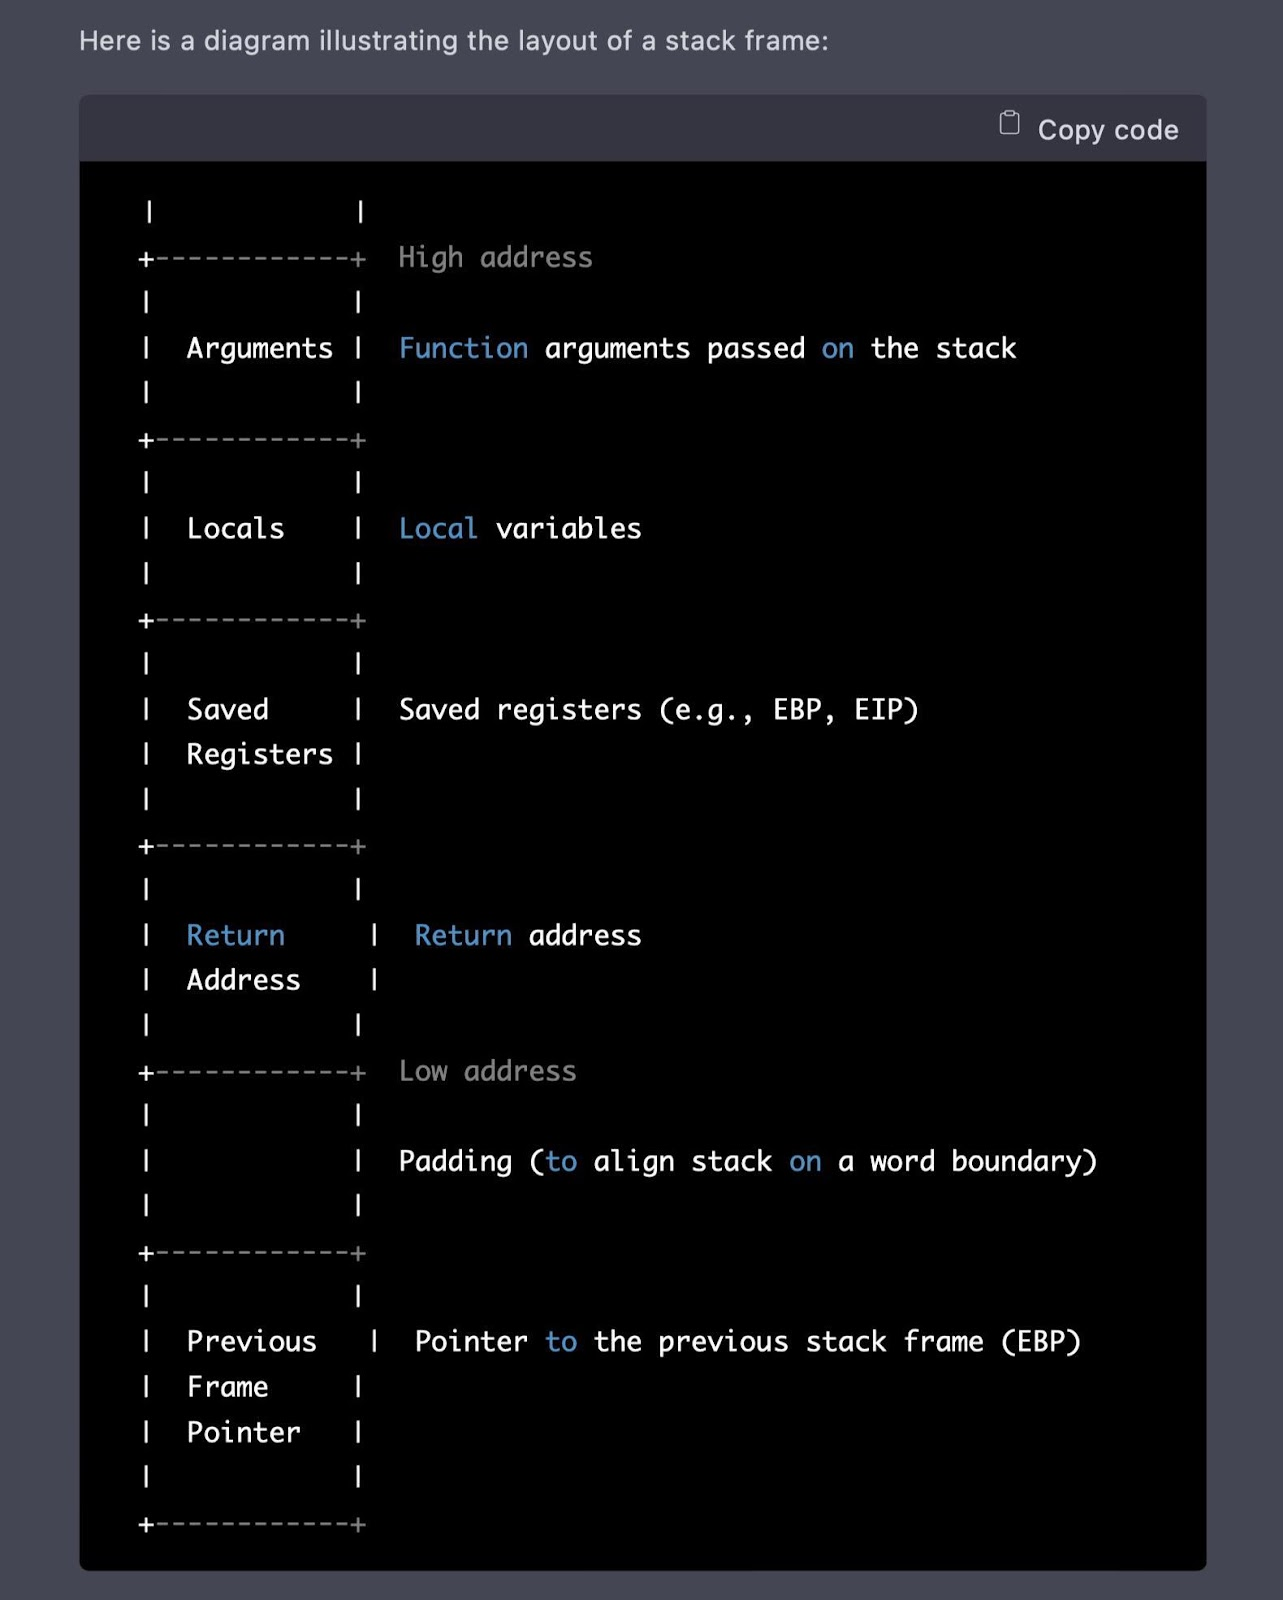 Here is a diagram illustrating the layout of a stack frame:
Copy code
|            |
+------------+  High address
|            |
|  Arguments |  Function arguments passed on the stack
|            |
+------------+
|            |
|  Locals    |  Local variables
|            |
+------------+
|            |
|  Saved     |  Saved registers (e.g., EBP, EIP)
|  Registers |
|            |
+------------+
|            |
|  Return     |  Return address
|  Address    |
|            |
+------------+  Low address
|            |
|            |  Padding (to align stack on a word boundary)
|            |
+------------+
|            |
|  Previous   |  Pointer to the previous stack frame (EBP)
|  Frame     |
|  Pointer   |
|            |
+------------+